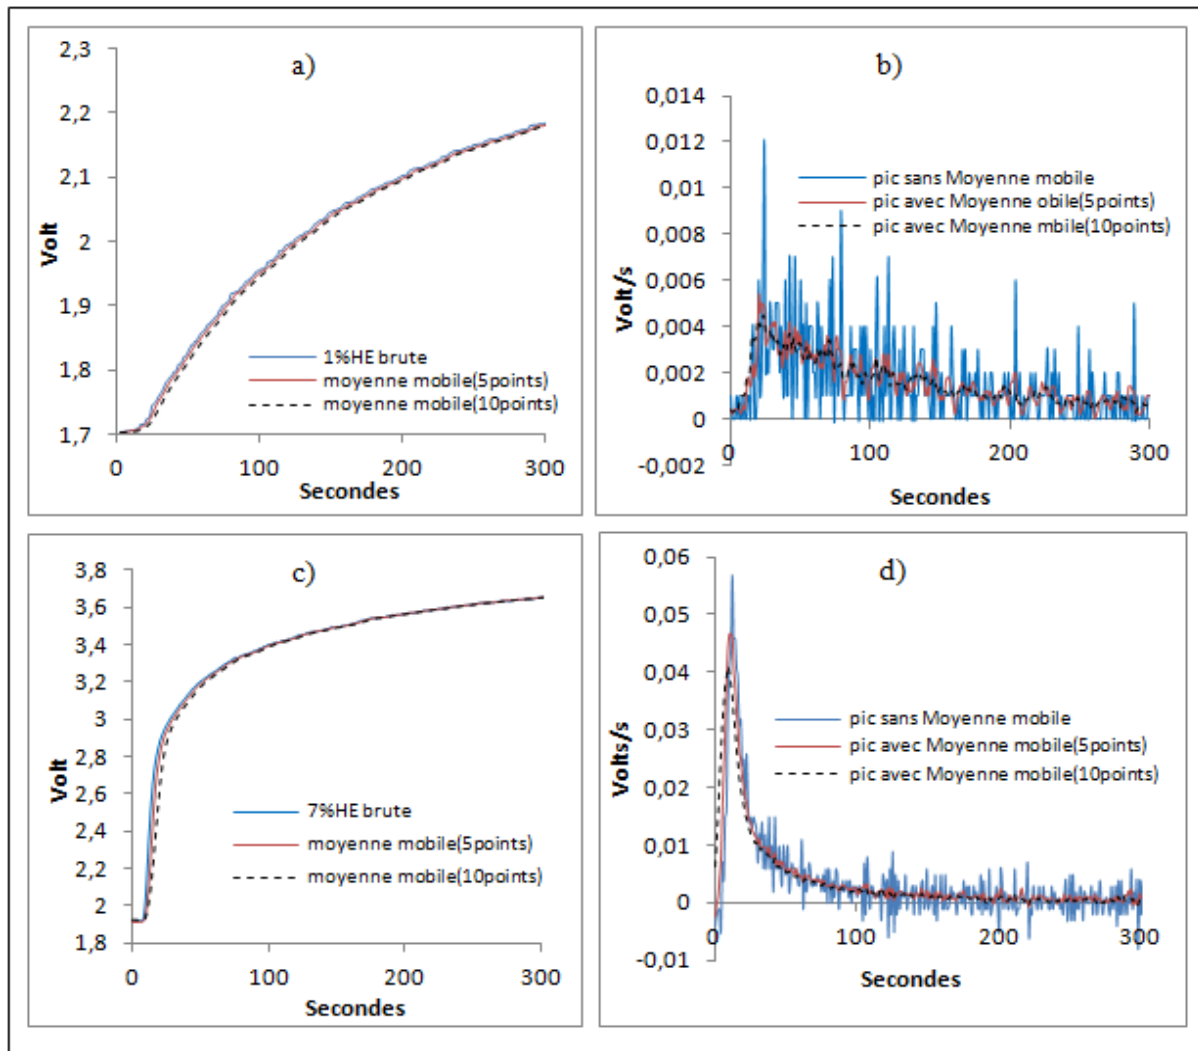 a)
2,3
2,2
2,1
2
1,9
1,8
1,7
Volt
1%HE brute
moyenne mobile(5points)
moyenne mobile(10points)
0 100 200 300
Secondes
b)
0,014
0,012
0,01
0,008
0,006
0,004
0,002
0
-0,002
Volt/s
pic sans Moyenne mobile
pic avec Moyenne obile(5points)
pic avec Moyenne mbile(10points)
0 100 200 300
Secondes
c)
3,8
3,6
3,4
3,2
3
2,8
2,6
2,4
2,2
2
1,8
Volt
7%HE brute
moyenne mobile(5points)
moyenne mobile(10points)
0 100 200 300
Secondes
d)
0,06
0,05
0,04
0,03
0,02
0,01
0
-0,01
Volts/s
pic sans Moyenne mobile
pic avec Moyenne mobile(5points)
pic avec Moyenne mobile(10points)
0 100 200 300
Secondes